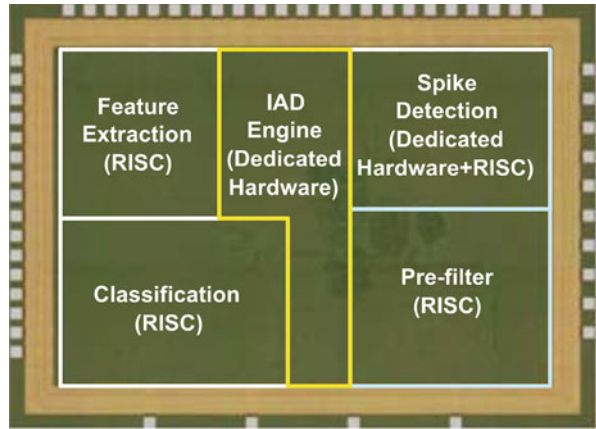 Feature
Extraction
(RISC)
IAD
Engine
(Dedicated
Hardware)
Spike
Detection
(Dedicated
Hardware+RISC)
Classification
(RISC)
Pre-filter
(RISC)